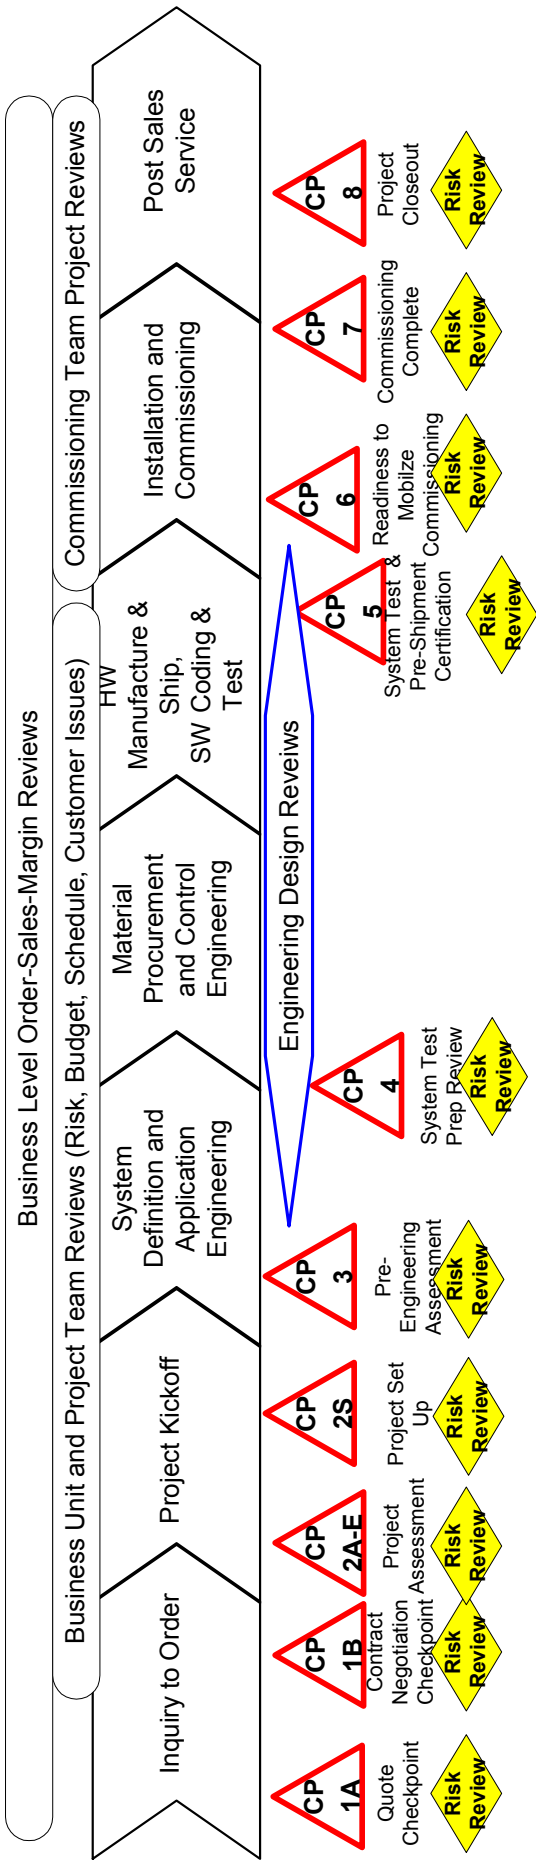 Business Level Order-Sales-Margin Reviews
Business Unit and Project Team Reviews (Risk, Budget, Schedule, Customer Issues)
Commissioning Team Project Reviews
Inquiry to Order
Project Kickoff
System
Definition and
Application
Engineering
Material
Procurement
and Control
Engineering
HW
Manufacture &
Ship,
SW Coding &
Test
Installation and
Commissioning
Post Sales
Service
Engineering Design Reveiws
CP
1A
Quote
Checkpoint
Risk
Review
CP
1B
Contract
Negotiation
Checkpoint
Risk
Review
CP
2A-E
Project
Assessment
Risk
Review
CP
2S
Project Set
Up
Risk
Review
CP
3
Pre-
Engineering
Assessment
Risk
Review
CP
4
System Test
Prep Review
Risk
Review
CP
5
System Test &
Pre-Shipment
Certification
Risk
Review
CP
6
Readiness to
Mobilze
Commissioning
Risk
Review
CP
7
Commissioning
Complete
Risk
Review
CP
8
Project
Closeout
Risk
Review